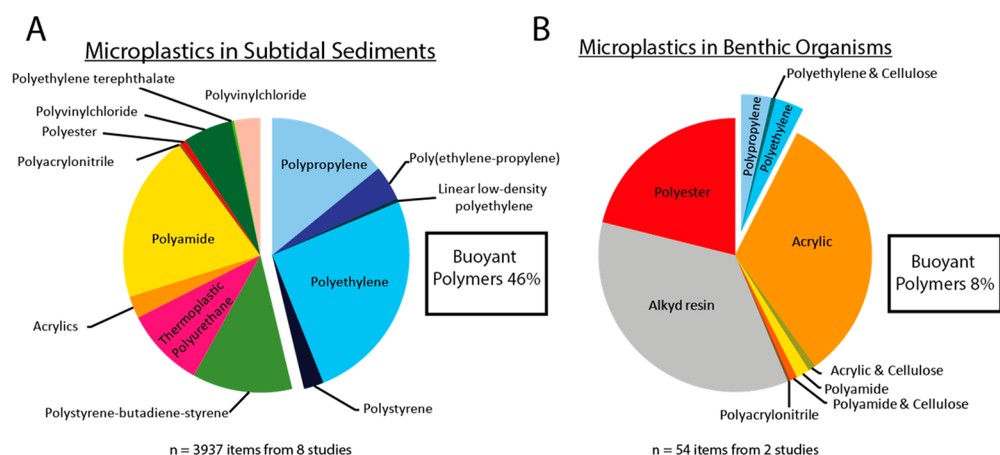 A
Microplastics in Subtidal Sediments
Polyethylene terephthalate
Polyvinylchloride
Polyvinylchloride
Polyester
Polyacrylonitrile
Polypropylene
Poly(ethylene-propylene)
Linear low-density
polyethylene
Polyamide
Polyethylene
Buoyant
Polymers 46%
Acrylics
Thermoplastic
Polyurethane
Polystyrene-butadiene-styrene
Polystyrene
n = 3937 items from 8 studies
B
Microplastics in Benthic Organisms
Polyethylene & Cellulose
Polypropylene
Polyethylene
Polyester
Acrylic
Buoyant
Polymers 8%
Alkyd resin
Acrylic & Cellulose
Polyamide
Polyamide & Cellulose
Polyacrylonitrile
n = 54 items from 2 studies